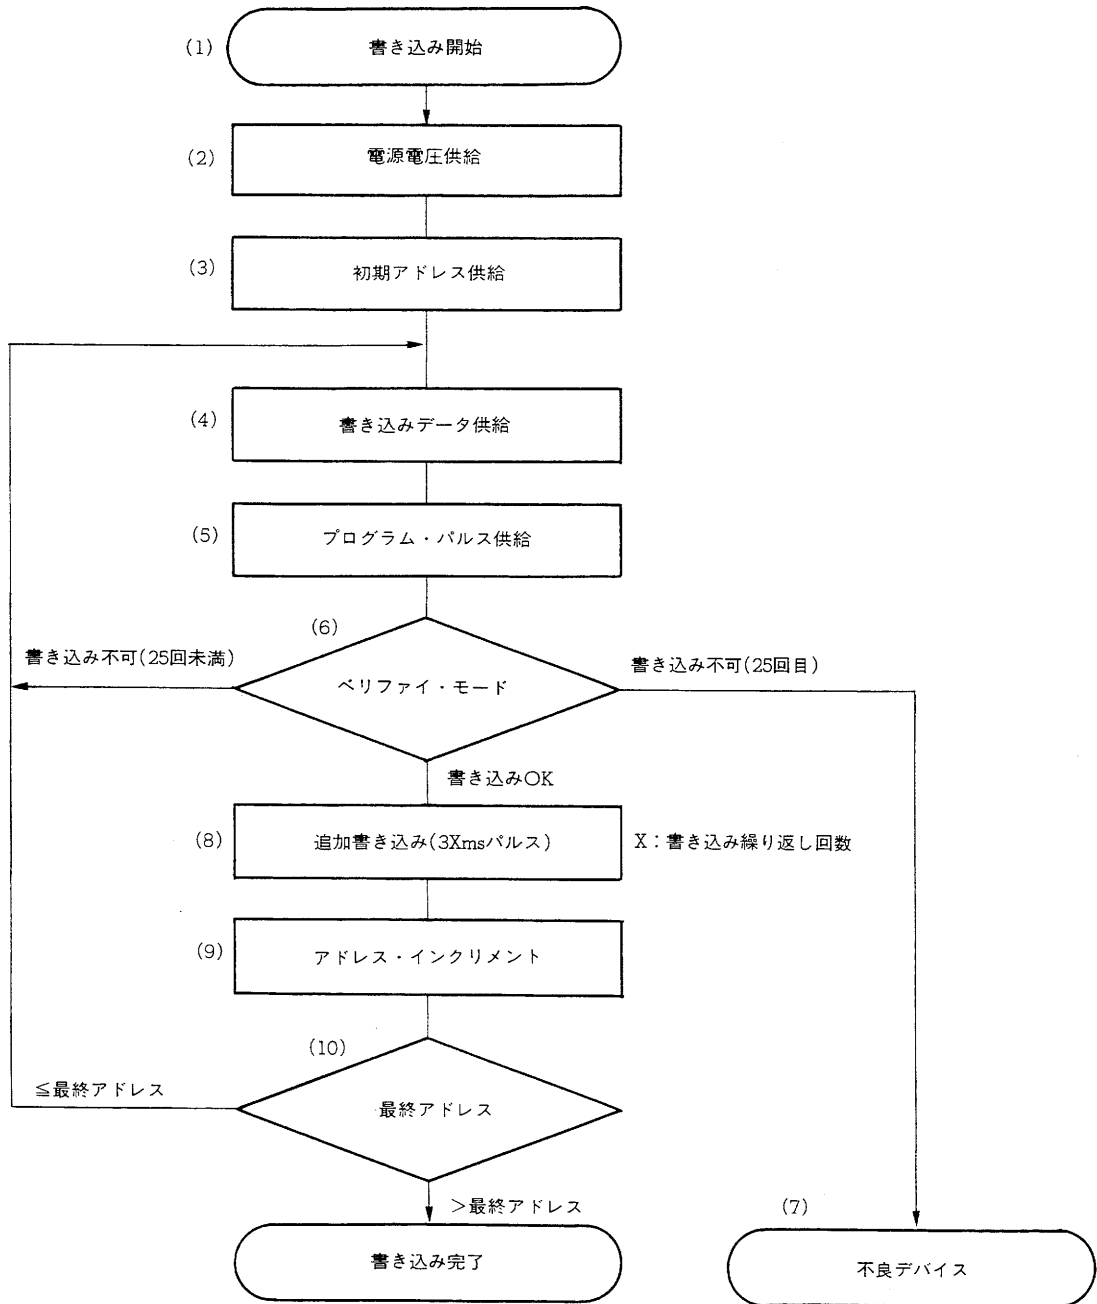 (1) 書き込み開始
(2) 電源電圧供給
(3) 初期アドレス供給
(4) 書き込みデータ供給
(5) プログラム・パルス供給
(6)
書き込み不可(25回未満)
ベリファイ・モード
書き込み不可(25回目)
書き込みOK
(8) 追加書き込み(3Xmsパルス) X：書き込み繰り返し回数
(9) アドレス・インクリメント
(10)
≦最終アドレス
最終アドレス
＞最終アドレス
書き込み完了
(7)
不良デバイス